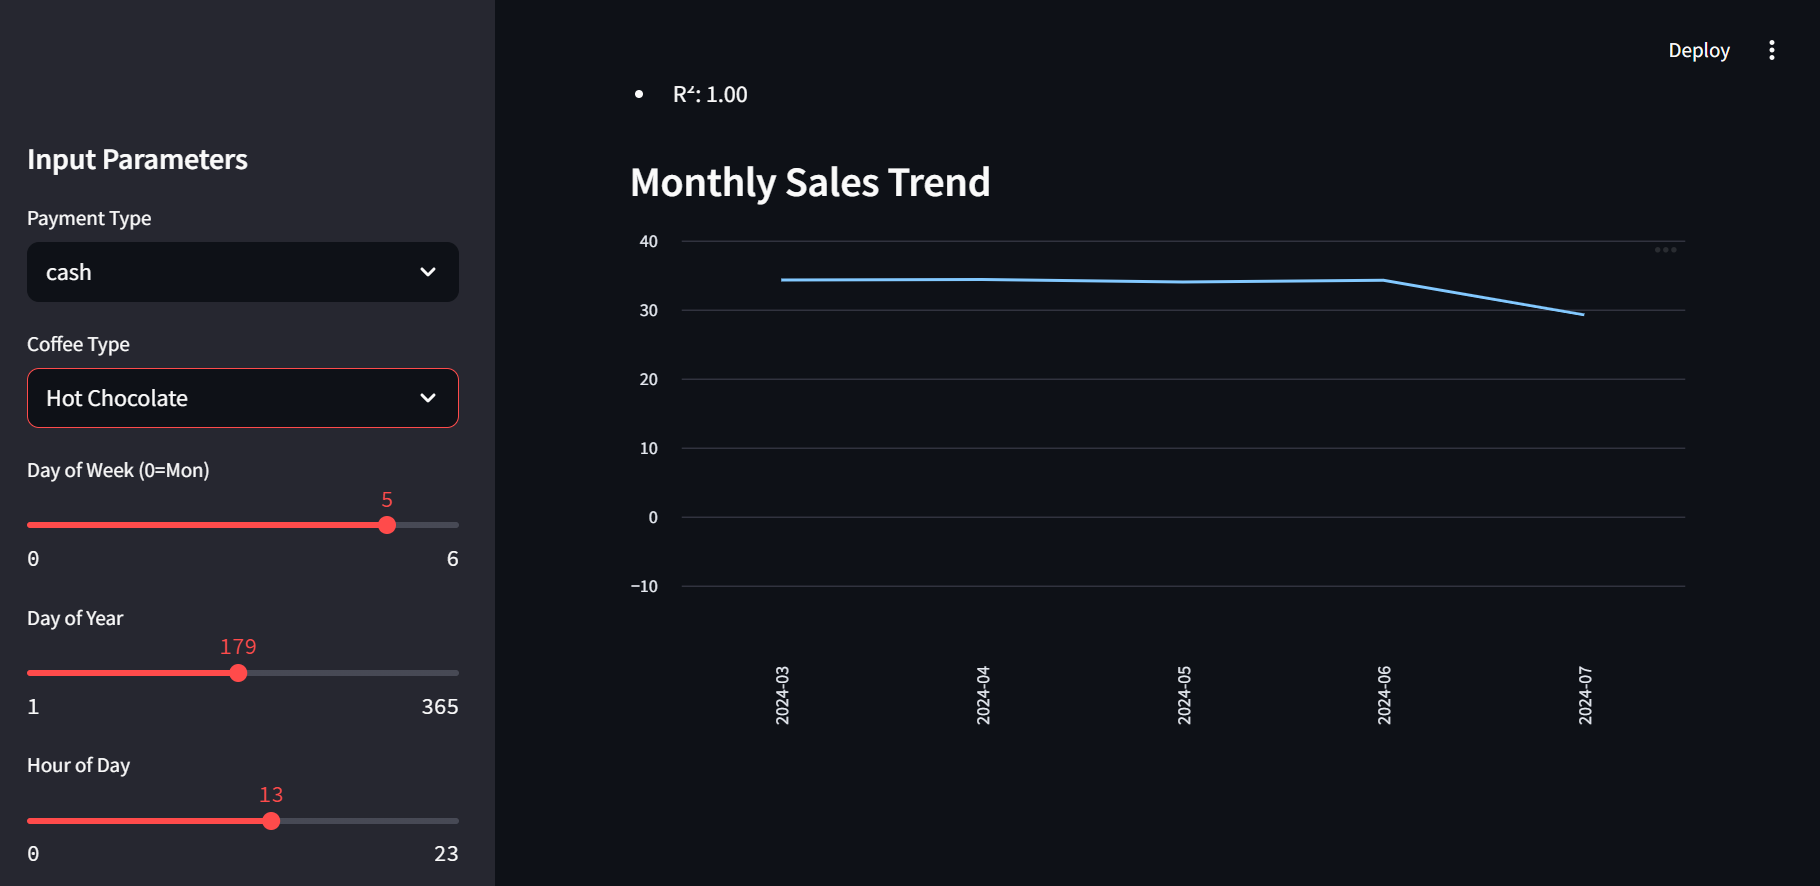 Deploy
Input Parameters
Payment Type
cash
Coffee Type
Hot Chocolate
Day of Week (0=Mon)
5
0 6
Day of Year
179
1 365
Hour of Day
13
0 23
• R²: 1.00
Monthly Sales Trend
40
30
20
10
0
−10
2024-03
2024-04
2024-05
2024-06
2024-07